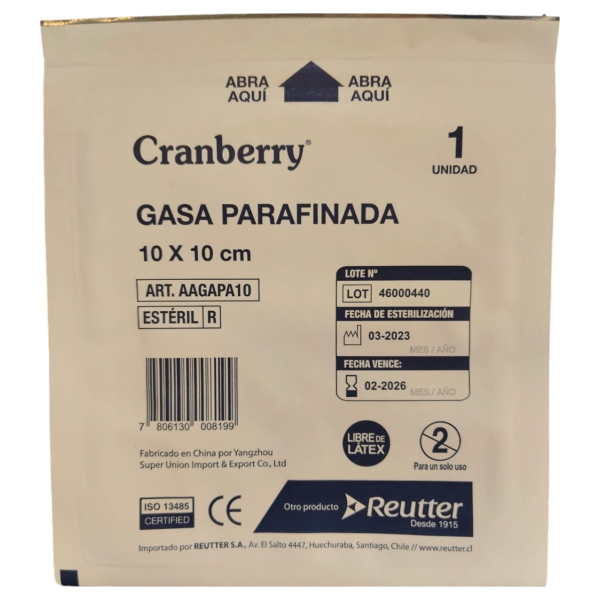 ABRA AQUÍ ABRA AQUÍ
Cranberry®
1
UNIDAD
GASA PARAFINADA
10 X 10 cm
ART. AAGAPA10
ESTÉRIL R
LOTE Nº
LOT 46000440
FECHA DE ESTERILIZACIÓN
03-2023
MES / AÑO
FECHA VENCE:
02-2026 MES / AÑO
7 806130 008199
LIBRE DE
LÁTEX
2
Para un solo uso
Fabricado en China por Yangzhou
Super Union Import & Export Co., Ltd
ISO 13485
CERTIFIED
CE
Otro producto Reutter
Desde 1915
Importado por REUTTER S.A., Av. El Salto 4447, Huechuraba, Santiago, Chile // www.reutter.cl